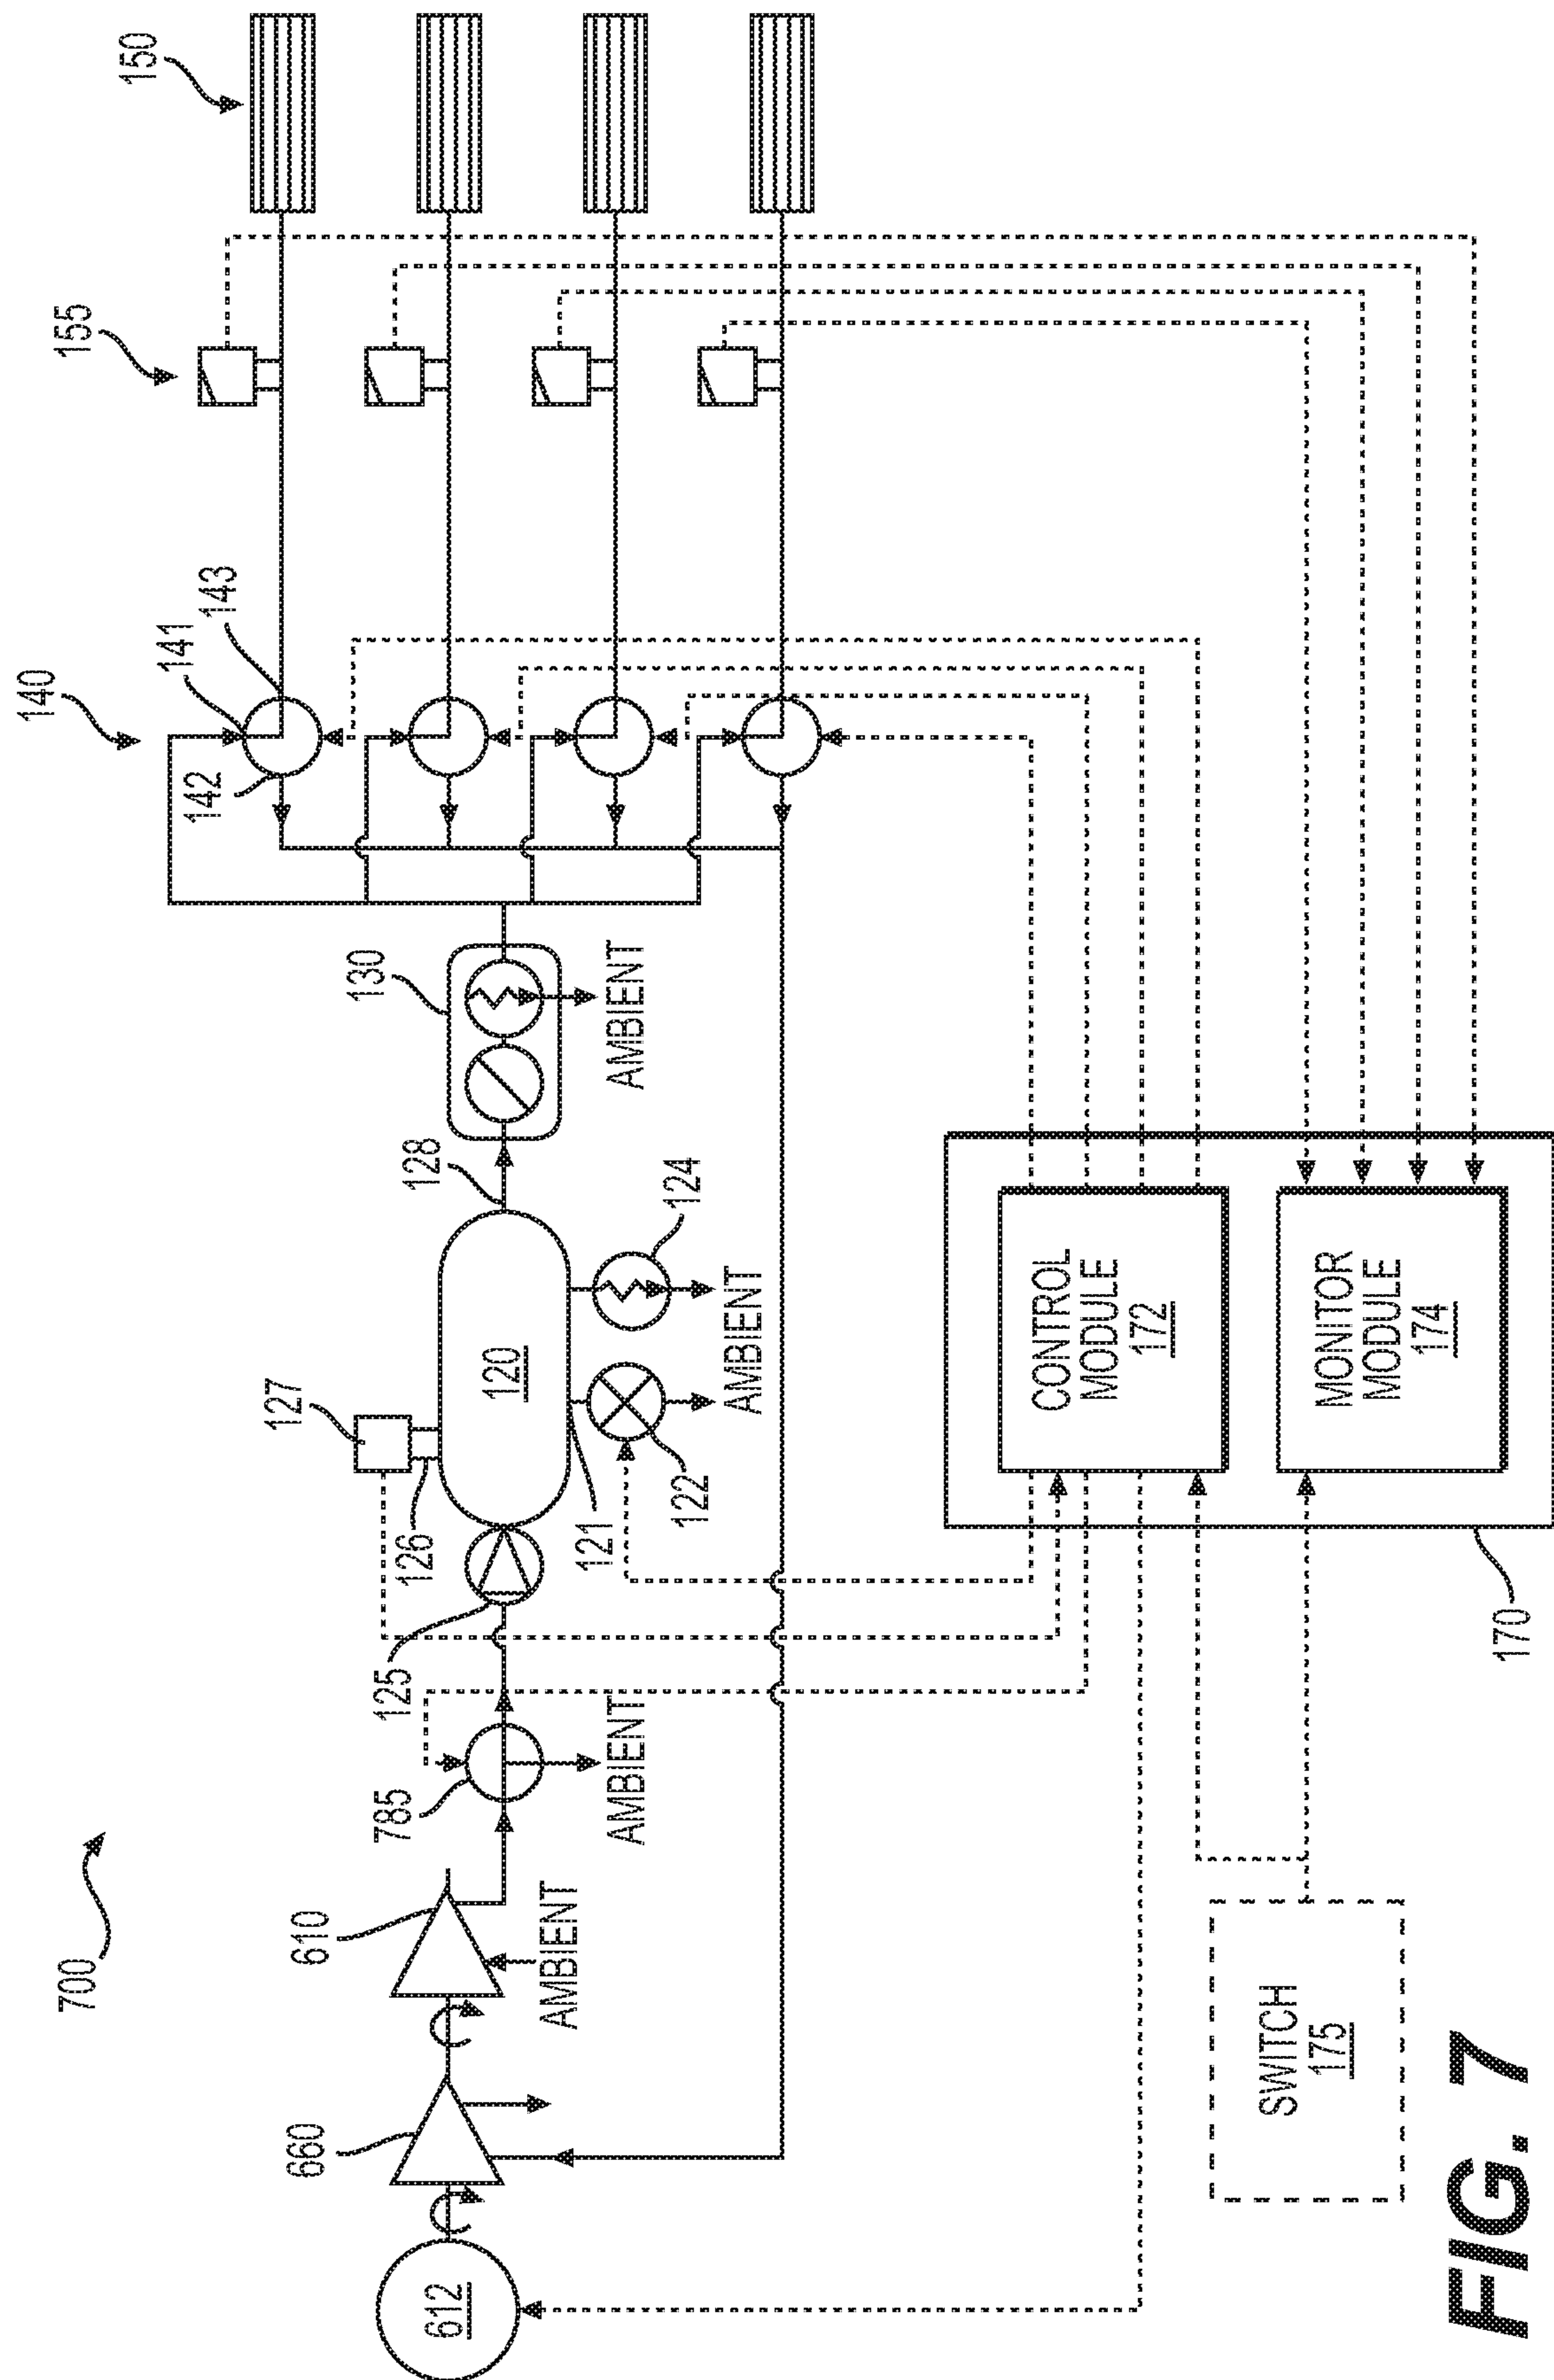 700
612
660
610
AMBIENT
785
AMBIENT
125
126
127
120
121
122
124
AMBIENT
128
130
AMBIENT
140
141
142
143
155
150
CONTROL
MODULE
172
MONITOR
MODULE
174
170
SWITCH
175
FIG. 7